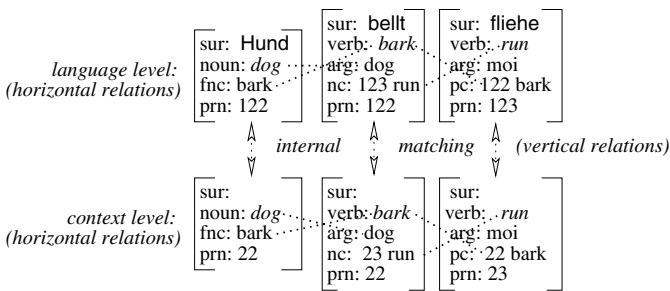 sur: Hund
noun: dog
fnc: bark
prn: 122
sur: bellt
verb: bark
arg: dog
nc: 123 run
prn: 122
sur: fliehe
verb: run
arg: moi
pc: 122 bark
prn: 123
language level:
(horizontal relations)
internal matching (vertical relations)
context level:
(horizontal relations)
sur:
noun: dog
fnc: bark
prn: 22
sur:
verb: bark
arg: dog
nc: 23 run
prn: 22
sur:
verb: run
arg: moi
pc: 22 bark
prn: 23